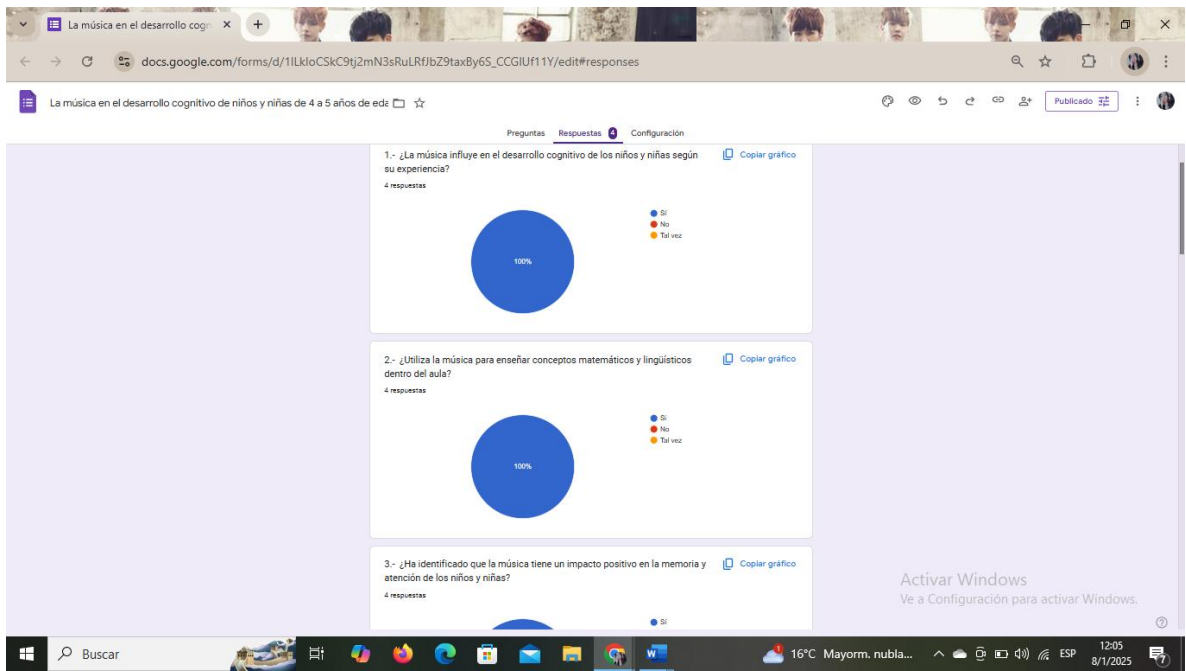 La música en el desarrollo cogn
docs.google.com/forms/d/1ILkloCSkC9tj2mN3sRuLRfJbZ9taxBy6S_CCGlUf11Y/edit#responses
La música en el desarrollo cognitivo de niños y niñas de 4 a 5 años de eda
Publicado
Preguntas Respuestas 4 Configuración
1.- ¿La música influye en el desarrollo cognitivo de los niños y niñas según
su experiencia?
Copiar gráfico
4 respuestas
Sí
No
Tal vez
100%
2.- ¿Utiliza la música para enseñar conceptos matemáticos y lingüísticos
dentro del aula?
Copiar gráfico
4 respuestas
Sí
No
Tal vez
100%
3.- ¿Ha identificado que la música tiene un impacto positivo en la memoria y
atención de los niños y niñas?
Copiar gráfico
4 respuestas
Sí
Activar Windows
Ve a Configuración para activar Windows.
Buscar
16°C Mayorm. nubla...
ESP
12:05
8/1/2025